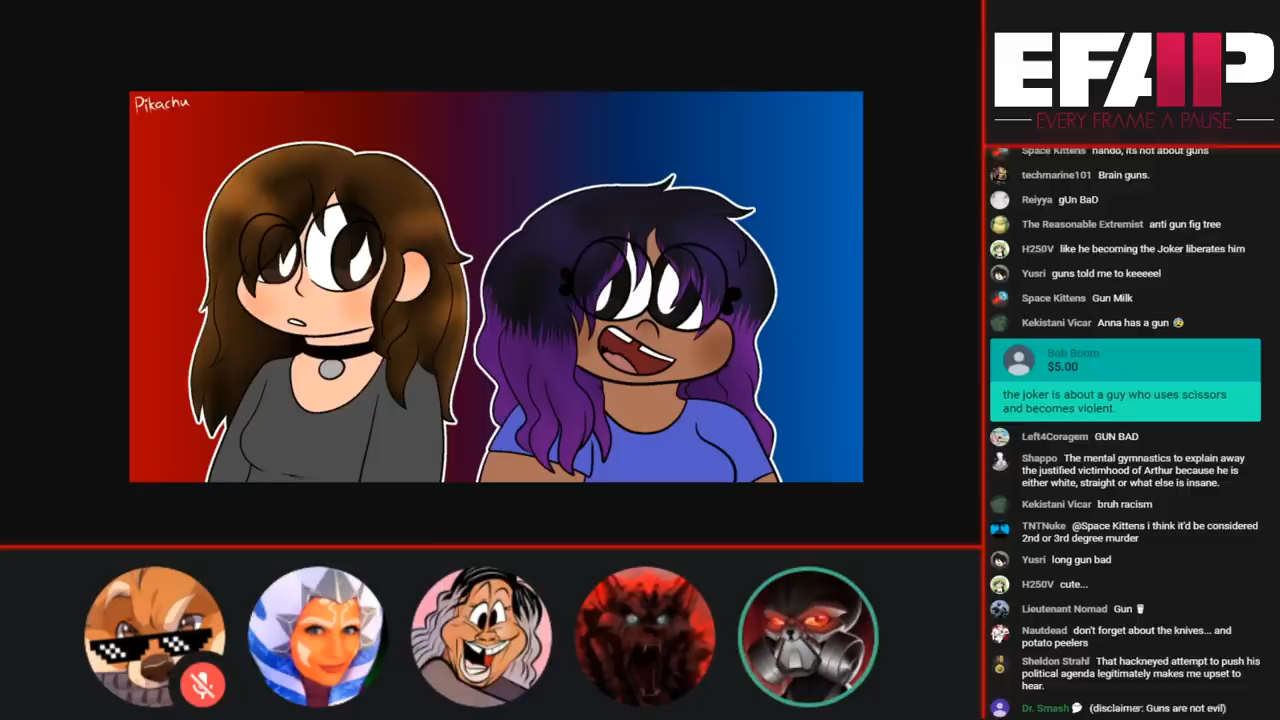 Pikachu
EFAP
EVERY FRAME A PAUSE
Space Kittens nando, its not about guns
techmarine101 Brain guns.
Reiyya gUn BaD
The Reasonable Extremist anti gun fig tree
H250V like he becoming the Joker liberates him
Yusri guns told me to keeeeel
Space Kittens Gun Milk
Kekistani Vicar Anna has a gun 😰
Bob Boom
$5.00
the joker is about a guy who uses scissors
and becomes violent.
Left4Coragem GUN BAD
Shappo The mental gymnastics to explain away
the justified victimhood of Arthur because he is
either white, straight or what else is insane.
Kekistani Vicar bruh racism
TNTNuke @Space Kittens i think it'd be considered
2nd or 3rd degree murder
Yusri long gun bad
H250V cute...
Lieutenant Nomad Gun 🥛
Nautdead don't forget about the knives... and
potato peelers
Sheldon Strahl That hackneyed attempt to push his
political agenda legitimately makes me upset to
hear.
Dr. Smash (disclaimer: Guns are not evil)